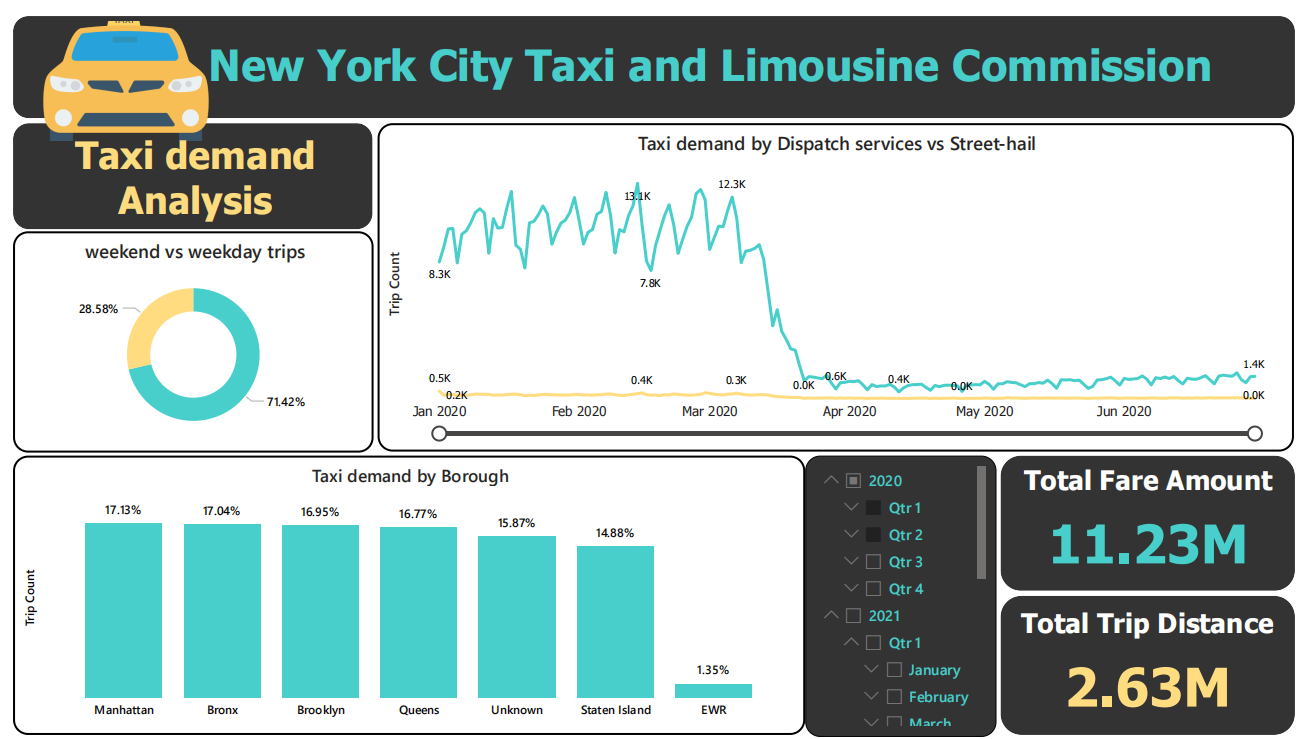 New York City Taxi and Limousine Commission
Taxi demand
Analysis
Taxi demand by Dispatch services vs Street-hail
Trip Count
13.1K
12.3K
8.3K
7.8K
0.5K
0.2K
0.4K
0.3K
0.0K
0.6K
0.4K
0.0K
1.4K
0.0K
Jan 2020
Feb 2020
Mar 2020
Apr 2020
May 2020
Jun 2020
weekend vs weekday trips
28.58%
71.42%
Taxi demand by Borough
Trip Count
17.13%
17.04%
16.95%
16.77%
15.87%
14.88%
1.35%
Manhattan
Bronx
Brooklyn
Queens
Unknown
Staten Island
EWR
2020
Qtr 1
Qtr 2
Qtr 3
Qtr 4
2021
Qtr 1
January
February
March
Total Fare Amount
11.23M
Total Trip Distance
2.63M